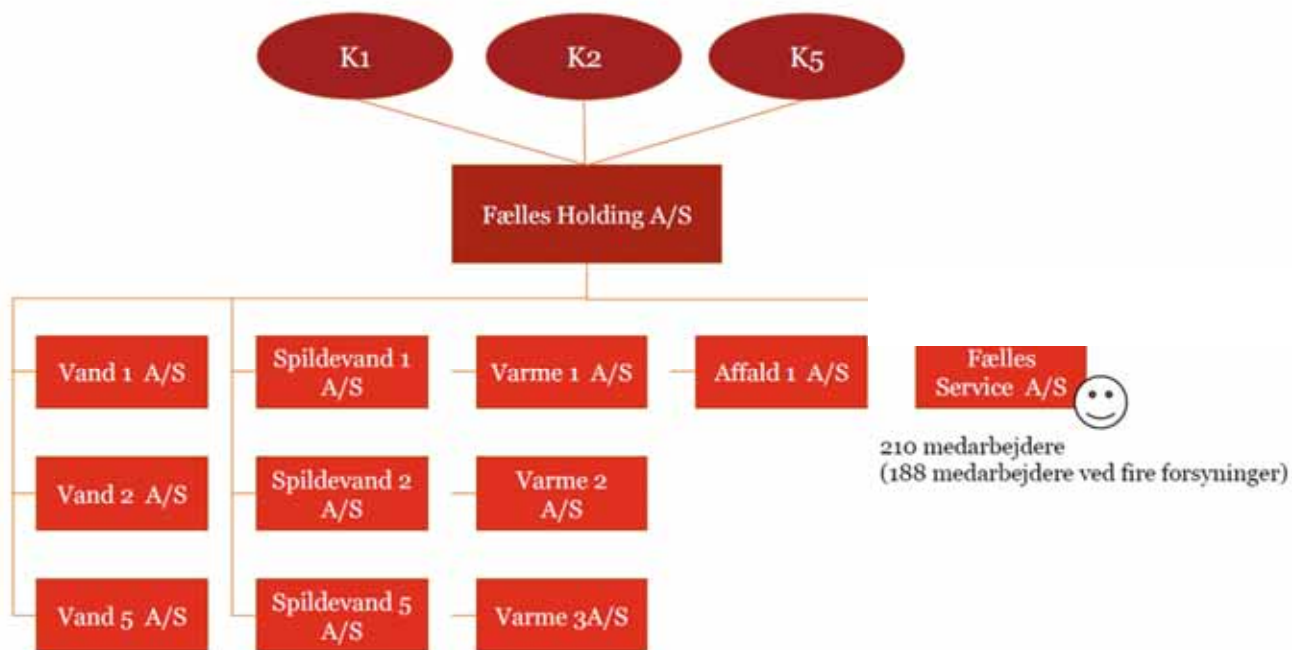 K1
K2
K5
Fælles Holding A/S
Vand 1 A/S
Spildevand 1
A/S
Varme 1 A/S
Affald 1 A/S
Fælles
Service A/S
210 medarbejdere
(188 medarbejdere ved fire forsyninger)
Vand 2 A/S
Spildevand 2
A/S
Varme 2
A/S
Vand 5 A/S
Spildevand 5
A/S
Varme 3A/S